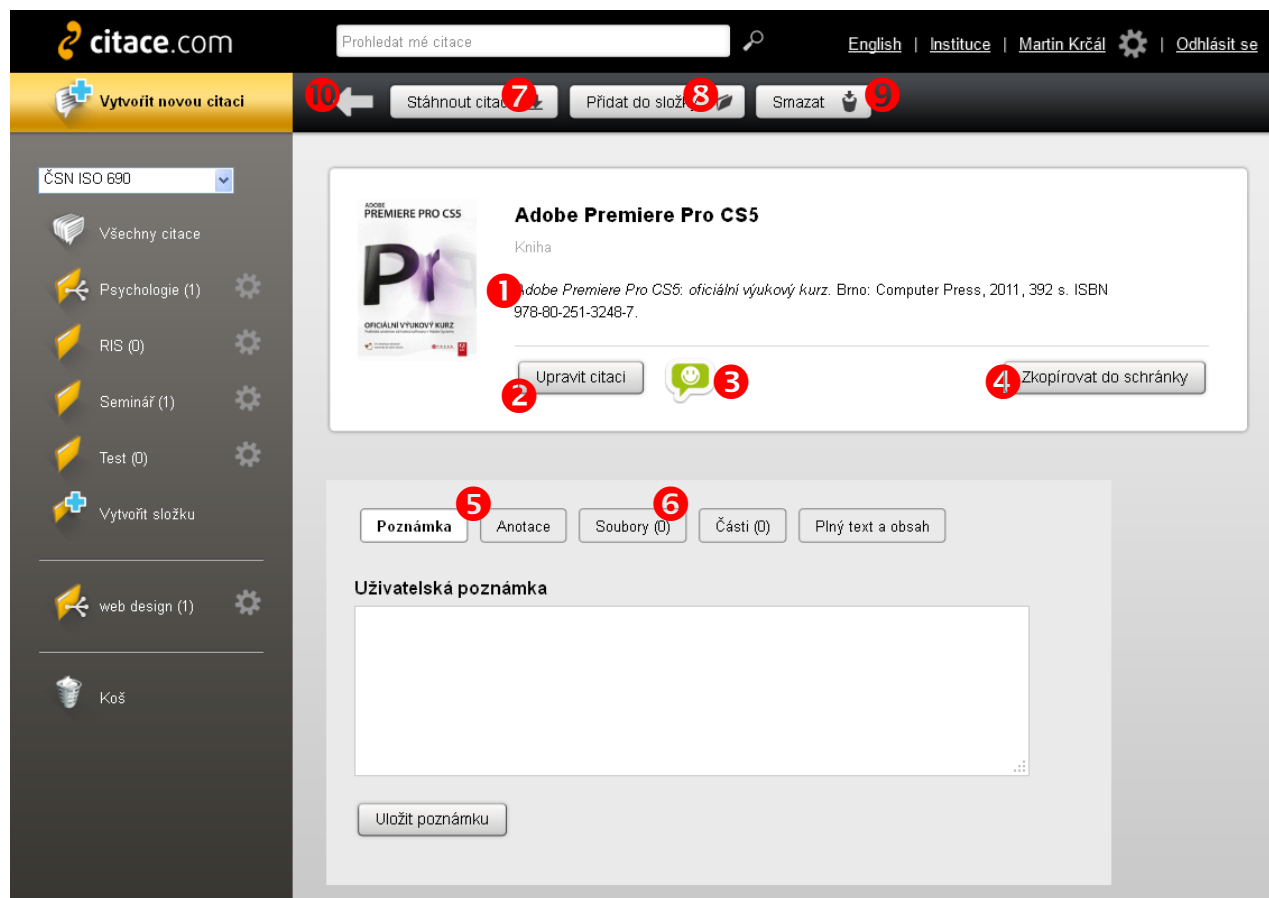 citace.com
Prohledat mé citace
English | Instituce | Martin Krčál | Odhlásit se
Vytvořit novou citaci
10
Stáhnout citaci 7
Přidat do složky 8
Smazat 9
ČSN ISO 690
Všechny citace
Psychologie (1)
RIS (0)
Seminář (1)
Test (0)
Vytvořit složku
web design (1)
Koš
ADOBE
PREMIERE PRO CS5
Pr
OFICIÁLNÍ VÝUKOVÝ KURZ
Adobe Premiere Pro CS5
Kniha
1
Adobe Premiere Pro CS5: oficiální výukový kurz. Brno: Computer Press, 2011, 392 s. ISBN
978-80-251-3248-7.
2 Upravit citaci
3
4 Zkopírovat do schránky
Poznámka 5
Anotace
Soubory (0) 6
Části (0)
Plný text a obsah
Uživatelská poznámka
Uložit poznámku